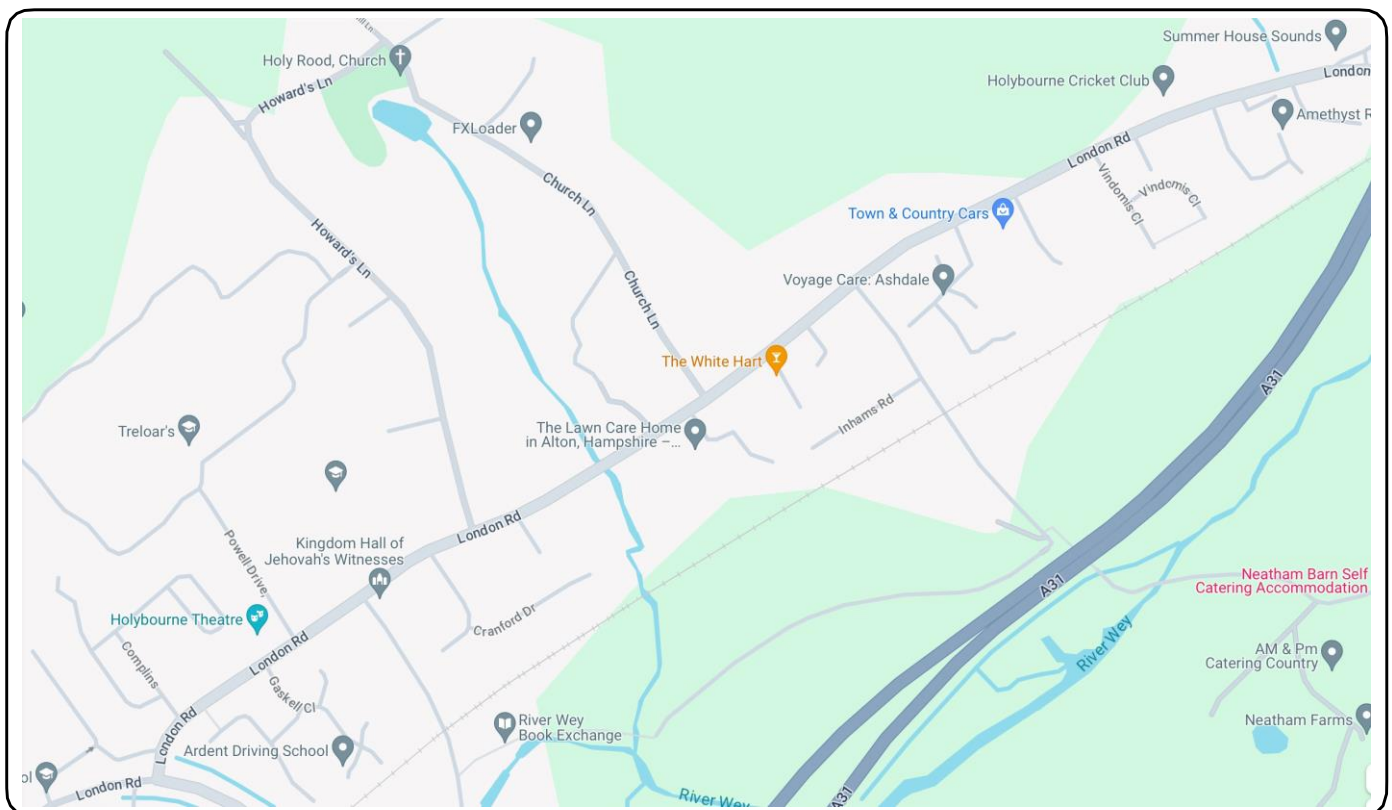 Summer House Sounds
Holy Rood, Church
London
Howard's Ln
Holybourne Cricket Club
Amethyst R
FXLoader
London Rd
Church Ln
Vindomis Cl
Vindomis Cl
Town & Country Cars
Howard's Ln
Church Ln
Voyage Care: Ashdale
The White Hart
A31
Inhams Rd
Treloar's
The Lawn Care Home
in Alton, Hampshire –...
London Rd
Powell Drive,
Kingdom Hall of
Jehovah's Witnesses
A31
Neatham Barn Self
Catering Accommodation
Holybourne Theatre
Cranford Dr
River Wey
London Rd
Complins
AM & Pm
Catering Country
Gaskell Cl
London Rd
River Wey
Book Exchange
Neatham Farms
Ardent Driving School
ol
London Rd
River Wey
A31